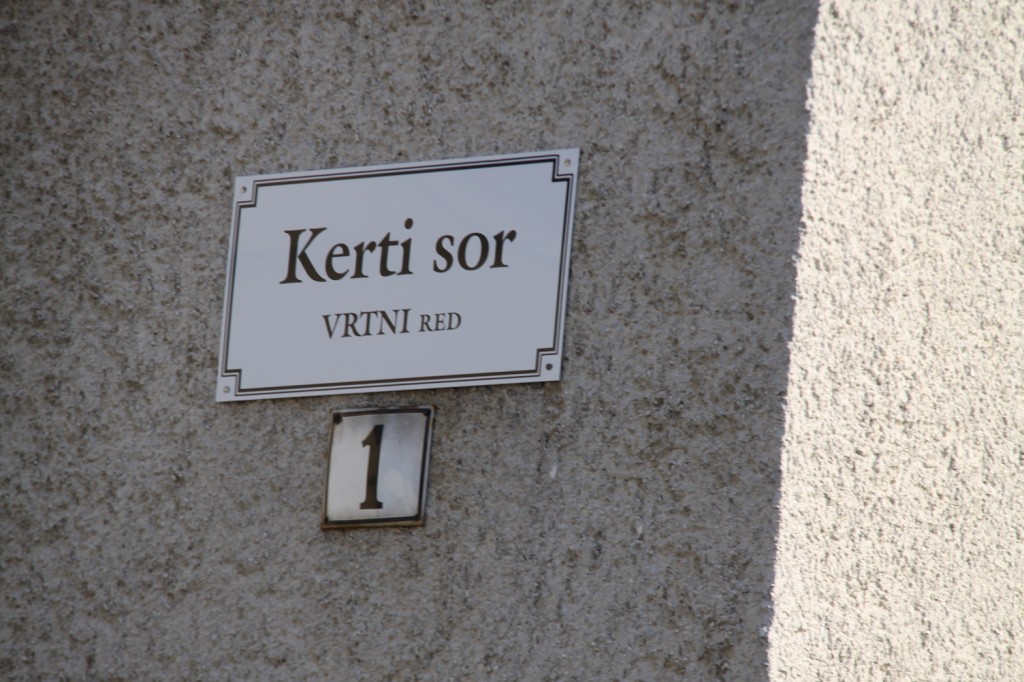 Kerti sor
VRTNI RED
1